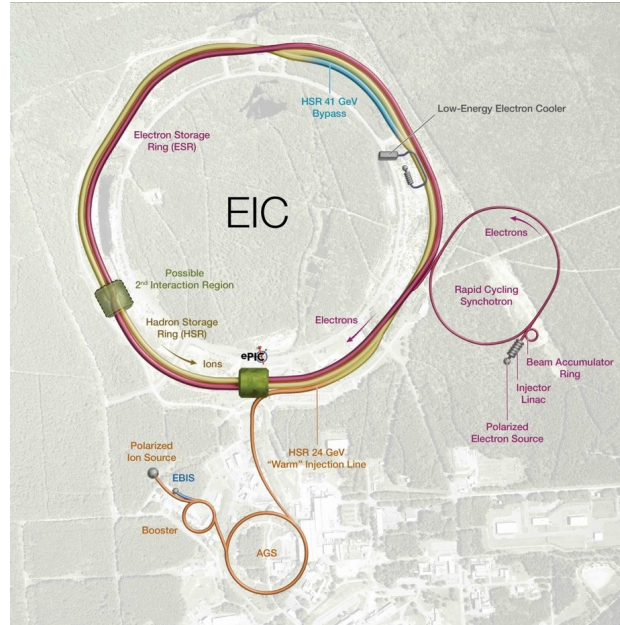 HSR 41 GeV
Bypass
Low-Energy Electron Cooler
Electron Storage
Ring (ESR)
EIC
Electrons
Rapid Cycling
Synchotron
Possible
2nd Interaction Region
Hadron Storage
Ring (HSR)
Ions
Electrons
ePIC
Beam Accumulator
Ring
Injector
Linac
Polarized
Electron Source
HSR 24 GeV
“Warm” Injection Line
Polarized
Ion Source
EBIS
Booster
AGS